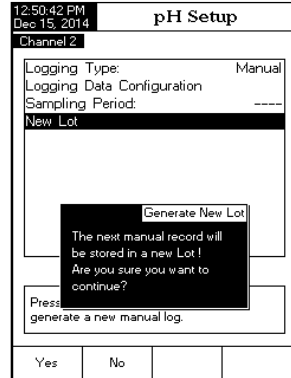 12:50:42 PM
Dec 15, 2014
pH Setup
Channel 2
Logging Type: Manual
Logging Data Configuration
Sampling Period: ----
New Lot
Generate New Lot
The next manual record will
be stored in a new Lot !
Are you sure you want to
continue?
Press
generate a new manual log.
Yes No